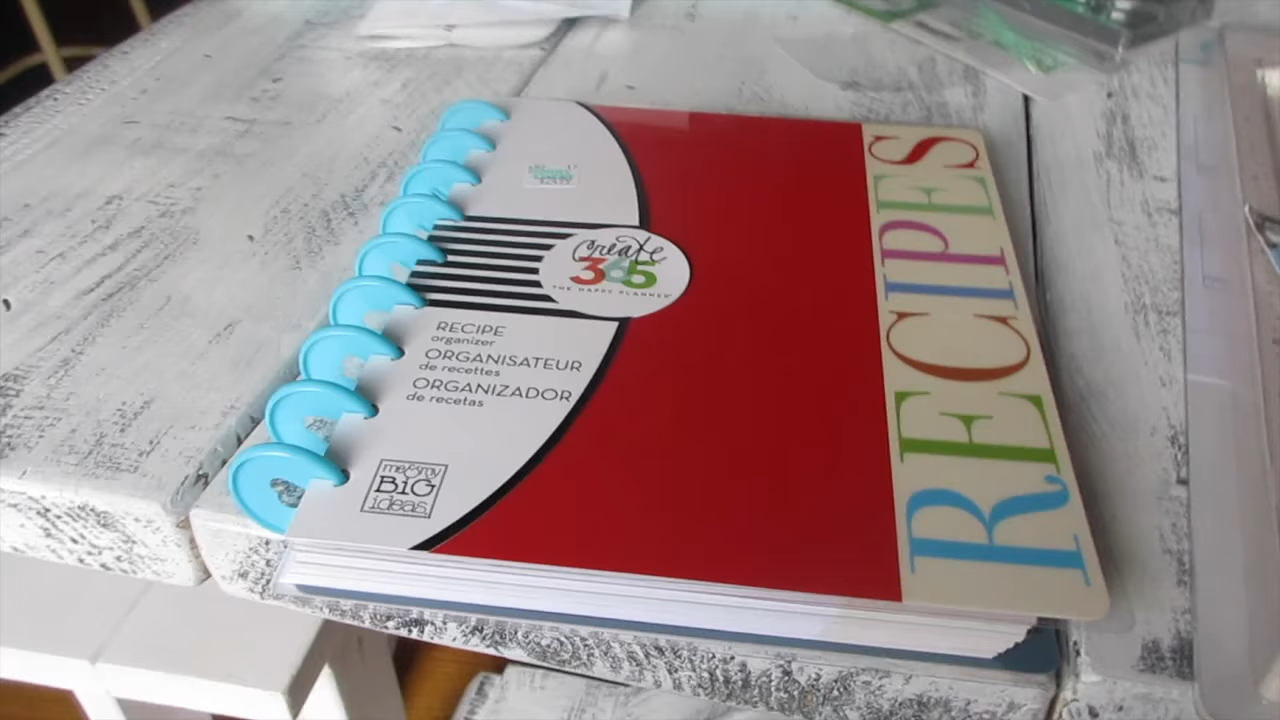 create
365
THE HAPPY PLANNER
RECIPE
organizer
ORGANISATEUR
de recettes
ORGANIZADOR
de recetas
me & my
BIG
ideas
RECIPES